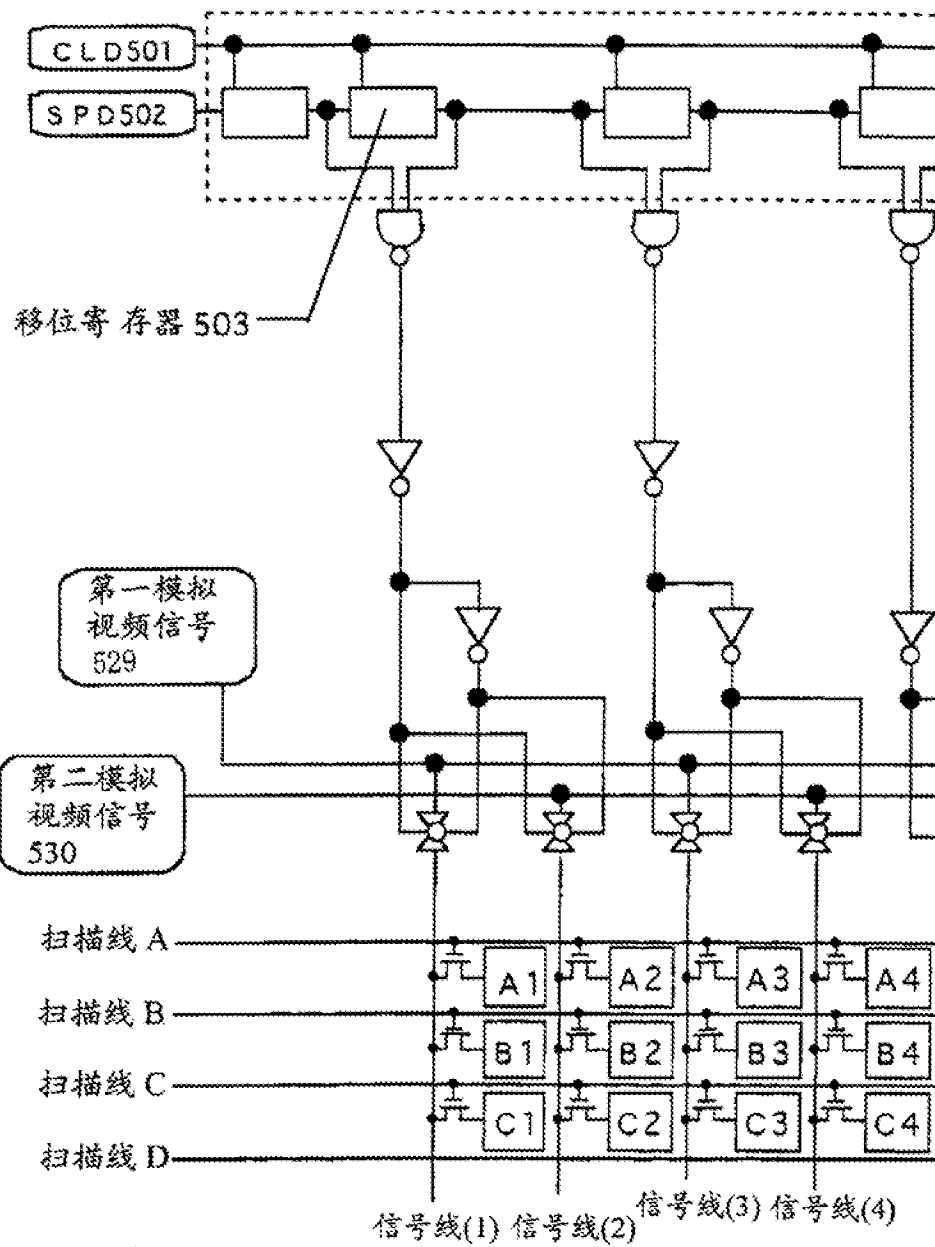 CLD501
SPD502
移位寄存器 503
第一模拟
视频信号
529
第二模拟
视频信号
530
扫描线 A
A1 A2 A3 A4
扫描线 B
B1 B2 B3 B4
扫描线 C
C1 C2 C3 C4
扫描线 D
信号线(1) 信号线(2) 信号线(3) 信号线(4)